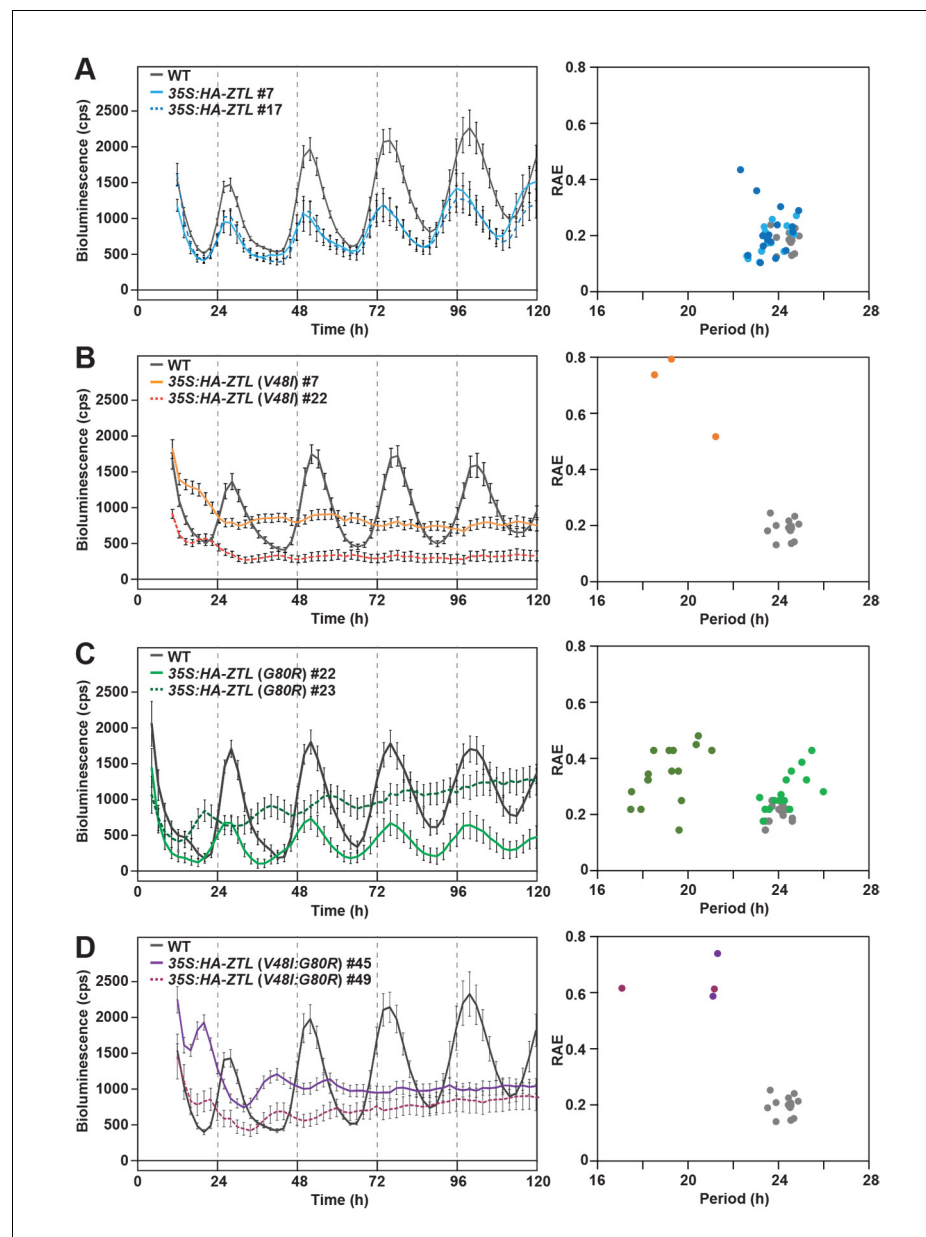 A
WT
35S:HA-ZTL #7
35S:HA-ZTL #17
Bioluminescence (cps)
2500
2000
1500
1000
500
0
0 24 48 72 96 120
Time (h)
RAE
0.8
0.6
0.4
0.2
0
16 20 24 28
Period (h)
B
WT
35S:HA-ZTL (V48I) #7
35S:HA-ZTL (V48I) #22
Bioluminescence (cps)
2500
2000
1500
1000
500
0
0 24 48 72 96 120
Time (h)
RAE
0.8
0.6
0.4
0.2
0
16 20 24 28
Period (h)
C
WT
35S:HA-ZTL (G80R) #22
35S:HA-ZTL (G80R) #23
Bioluminescence (cps)
2500
2000
1500
1000
500
0
0 24 48 72 96 120
Time (h)
RAE
0.8
0.6
0.4
0.2
0
16 20 24 28
Period (h)
D
WT
35S:HA-ZTL (V48I:G80R) #45
35S:HA-ZTL (V48I:G80R) #49
Bioluminescence (cps)
2500
2000
1500
1000
500
0
0 24 48 72 96 120
Time (h)
RAE
0.8
0.6
0.4
0.2
0
16 20 24 28
Period (h)